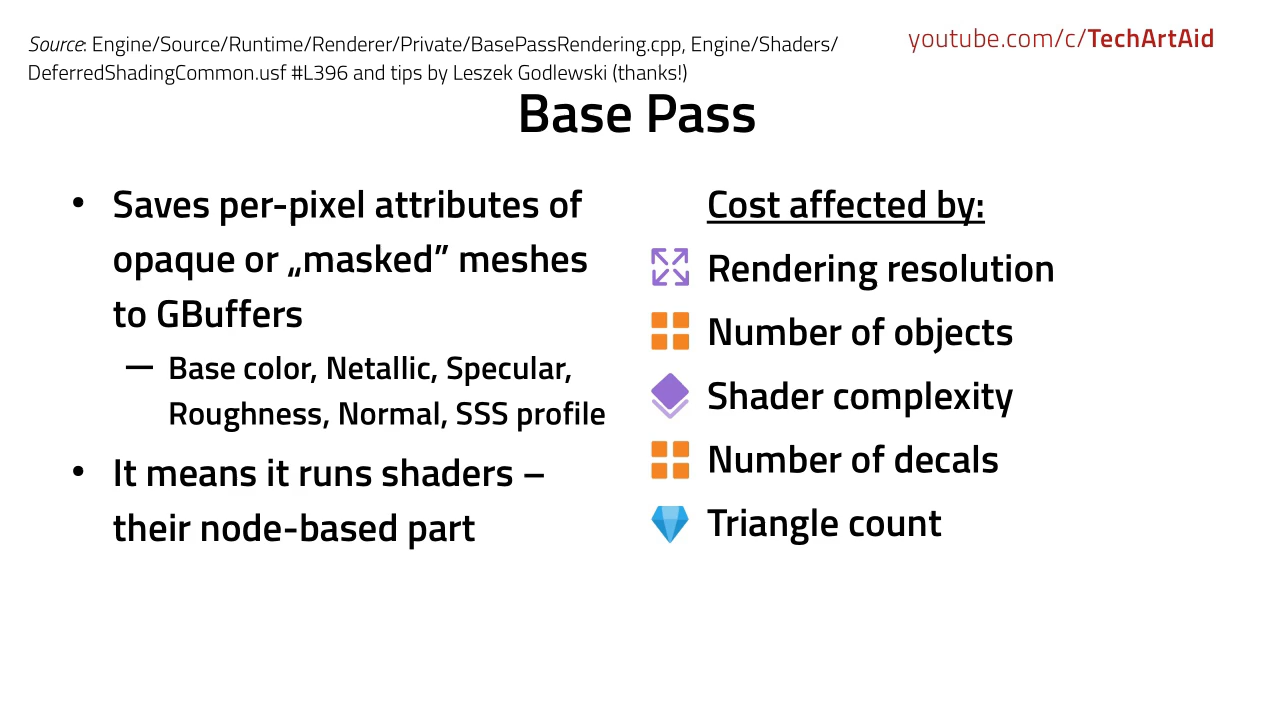 Source: Engine/Source/Runtime/Renderer/Private/BasePassRendering.cpp, Engine/Shaders/
DeferredShadingCommon.usf #L396 and tips by Leszek Godlewski (thanks!)
youtube.com/c/TechArtAid
Base Pass
• Saves per-pixel attributes of
opaque or „masked” meshes
to GBuffers
— Base color, Netallic, Specular,
Roughness, Normal, SSS profile
• It means it runs shaders –
their node-based part
Cost affected by:
Rendering resolution
Number of objects
Shader complexity
Number of decals
Triangle count